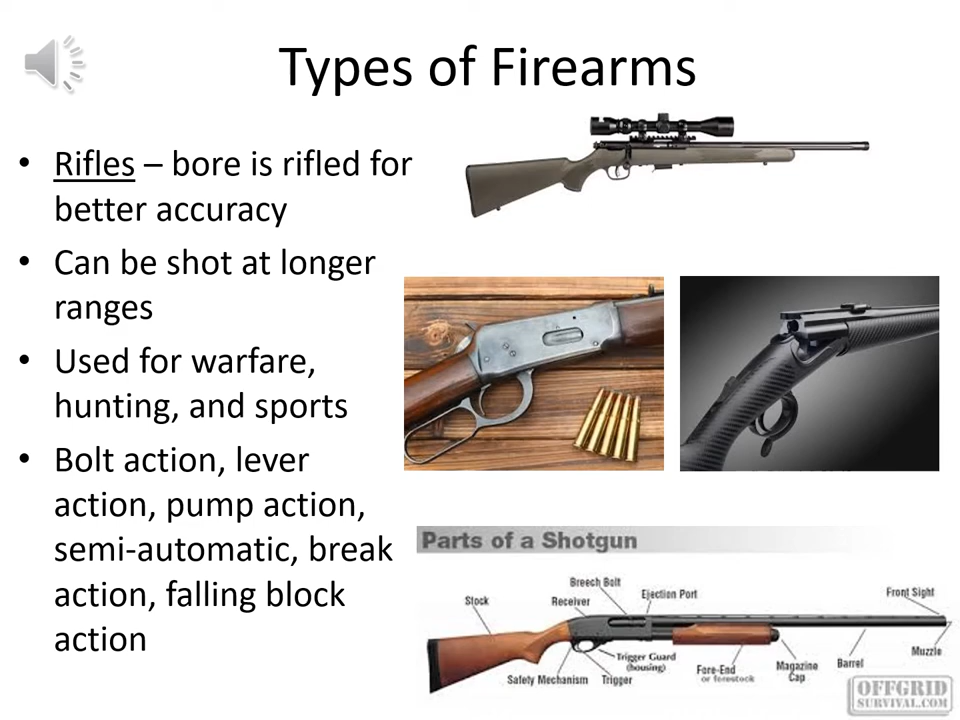 Types of Firearms
• Rifles – bore is rifled for
better accuracy
• Can be shot at longer
ranges
• Used for warfare,
hunting, and sports
• Bolt action, lever
action, pump action,
semi-automatic, break
action, falling block
action
Parts of a Shotgun
Breech Bolt
Ejection Port
Front Sight
Stock
Receiver
Trigger Guard
(housing)
Muzzle
Fore-End
or forestock
Magazine
Cap
Barrel
Safety Mechanism
Trigger
OFFGRID
SURVIVAL.COM